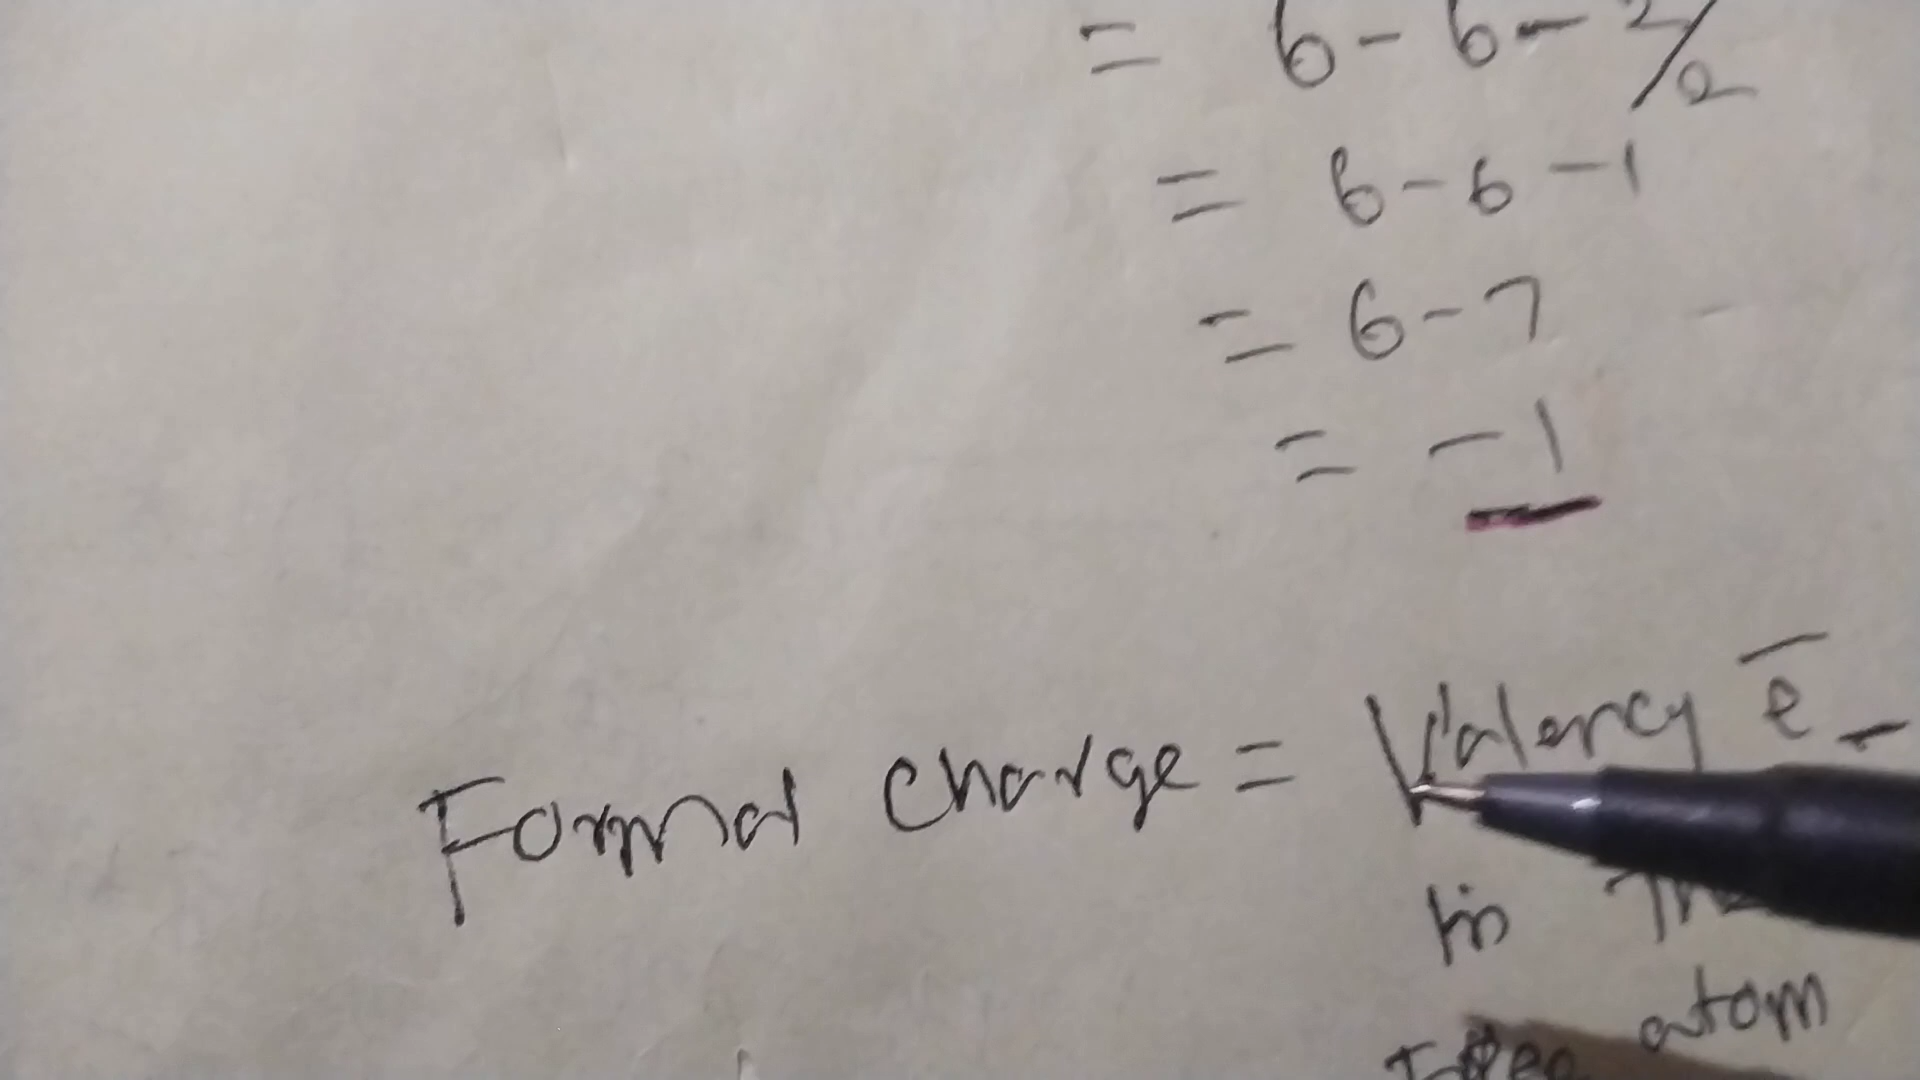 = 6 - 6 - 2/2
= 6 - 6 - 1
= 6 - 7
= -1
Formal charge = Valency e̅ -
in The
atom